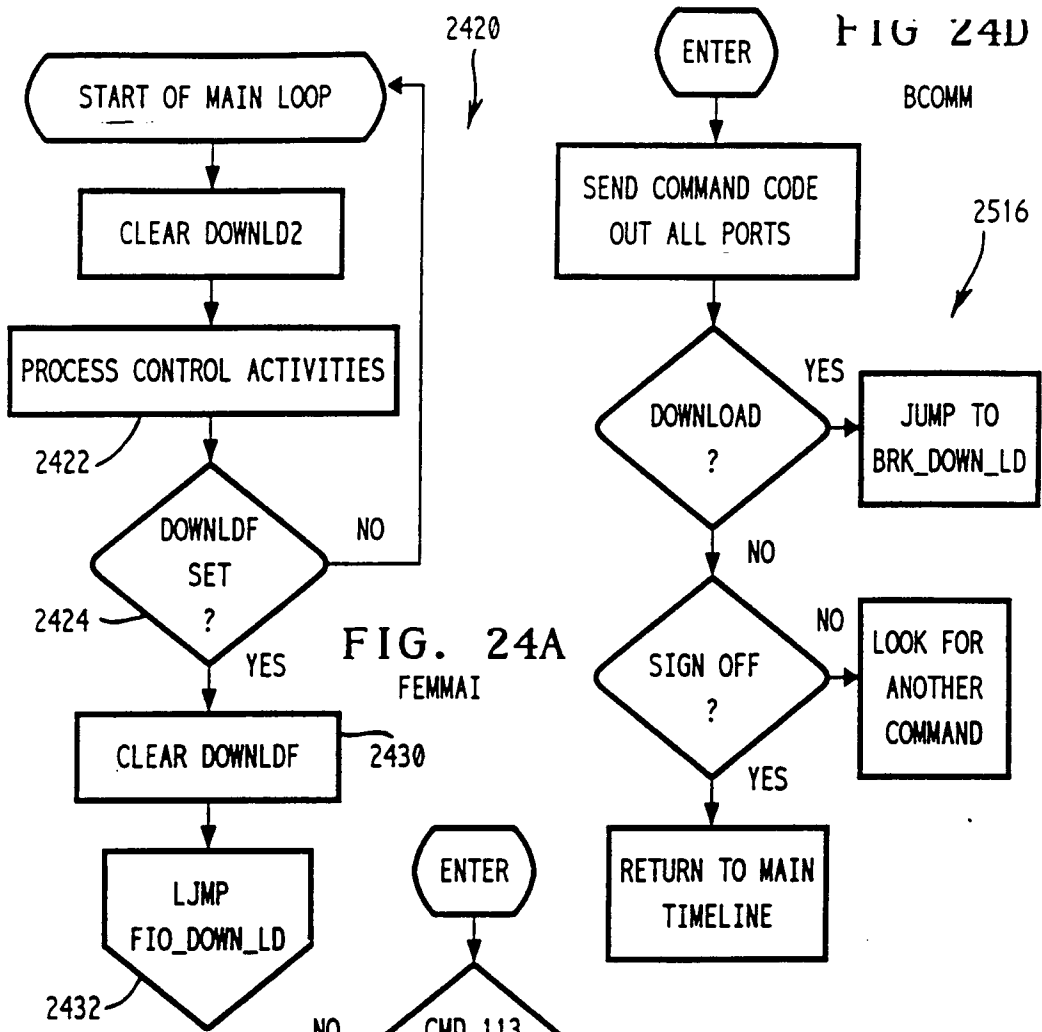 2420
START OF MAIN LOOP
CLEAR DOWNLD2
PROCESS CONTROL ACTIVITIES
2422
DOWNLDF
SET
?
NO
2424
YES
FIG. 24A
FEMMAI
CLEAR DOWNLDF
2430
LJMP
FIO_DOWN_LD
2432
ENTER
NO
CMD 113
FIG 24D
BCOMM
ENTER
SEND COMMAND CODE
OUT ALL PORTS
2516
DOWNLOAD
?
YES
JUMP TO
BRK_DOWN_LD
NO
SIGN OFF
?
NO
LOOK FOR
ANOTHER
COMMAND
YES
RETURN TO MAIN
TIMELINE